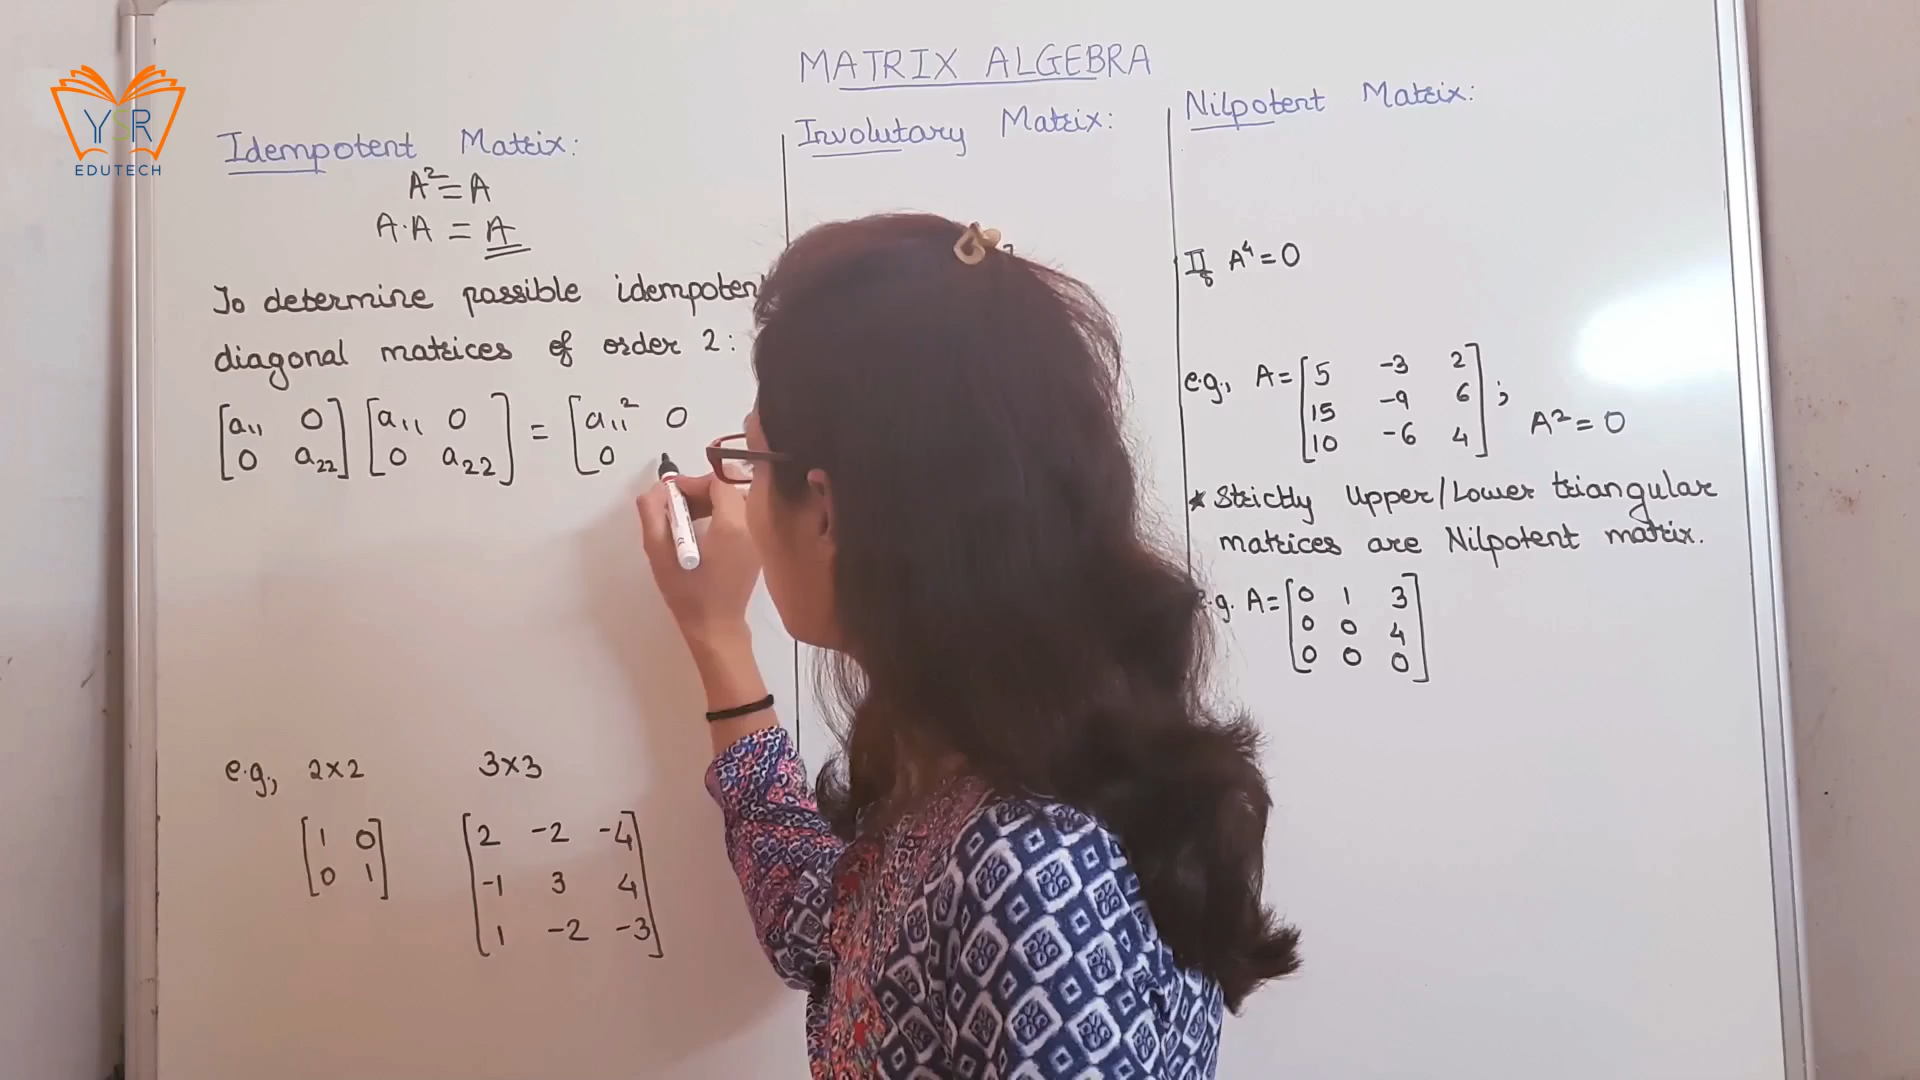 YSR
EDUTECH
MATRIX ALGEBRA
Idempotent Matrix:
A²=A
A·A = A
To determine possible idempotent
diagonal matrices of order 2:
[a₁₁ 0] [a₁₁ 0] = [a₁₁² 0
[0 a₂₂] [0 a₂₂] [0
e.g., 2×2 3×3
[1 0]
[0 1]
[2 -2 -4]
[-1 3 4]
[1 -2 -3]
Involutary Matrix:
Nilpotent Matrix:
If A⁴=0
e.g., A= [5 -3 2] ;
[15 -9 6]
[10 -6 4]
A²=0
* Strictly Upper/Lower triangular
matrices are Nilpotent matrix.
e.g. A= [0 1 3]
[0 0 4]
[0 0 0]